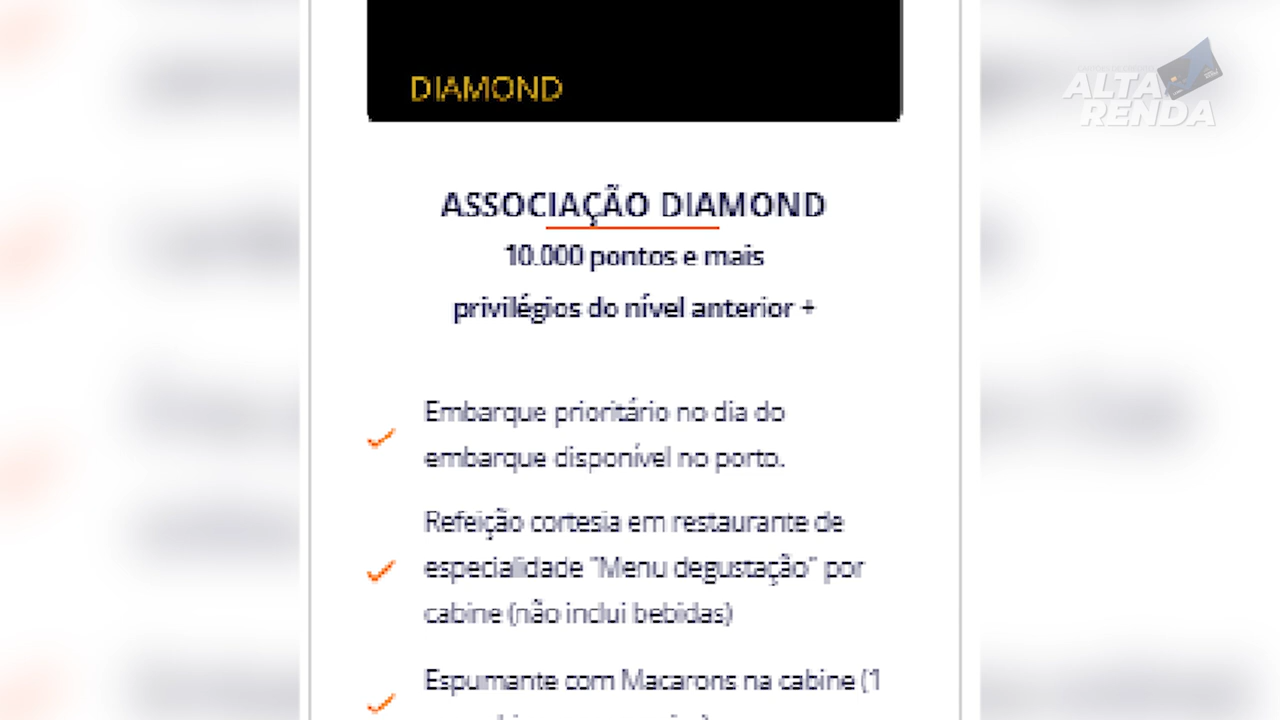 DIAMOND
ALTA
RENDA
ASSOCIAÇÃO DIAMOND
10.000 pontos e mais
privilégios do nível anterior +
Embarque prioritário no dia do
embarque disponível no porto.
Refeição cortesia em restaurante de
especialidade "Menu degustação" por
cabine (não inclui bebidas)
Espumante com Macarons na cabine (1